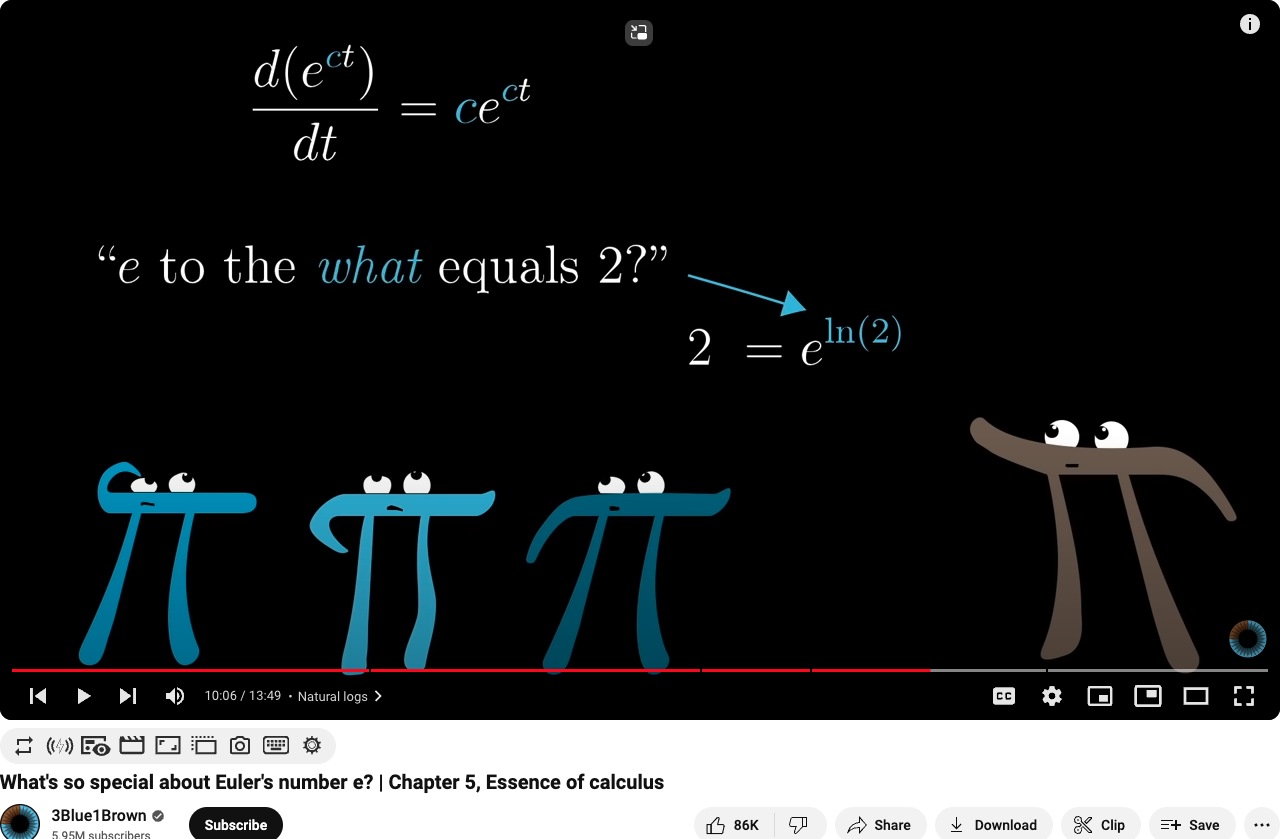 d(e^{ct})/dt = ce^{ct}
“e to the what equals 2?”
2 = e^{ln(2)}
10:06 / 13:49 • Natural logs
CC
What's so special about Euler's number e? | Chapter 5, Essence of calculus
3Blue1Brown
5.95M subscribers
Subscribe
86K
Share
Download
Clip
Save